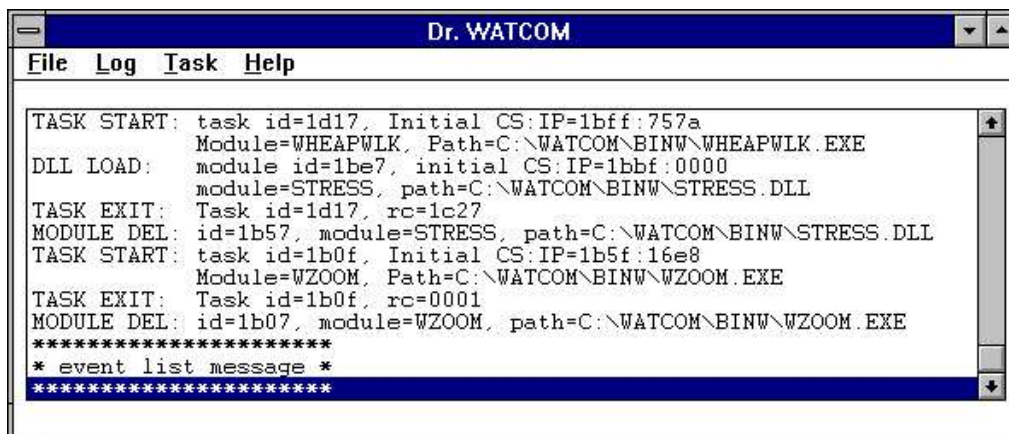 Dr. WATCOM
File Log Task Help
TASK START: task id=1d17, Initial CS:IP=1bff:757a
Module=WHEAPWLK, Path=C:\WATCOM\BINW\WHEAPWLK.EXE
DLL LOAD: module id=1be7, initial CS:IP=1bbf:0000
module=STRESS, path=C:\WATCOM\BINW\STRESS.DLL
TASK EXIT: Task id=1d17, rc=1c27
MODULE DEL: id=1b57, module=STRESS, path=C:\WATCOM\BINW\STRESS.DLL
TASK START: task id=1b0f, Initial CS:IP=1b5f:16e8
Module=WZOOM, Path=C:\WATCOM\BINW\WZOOM.EXE
TASK EXIT: Task id=1b0f, rc=0001
MODULE DEL: id=1b07, module=WZOOM, path=C:\WATCOM\BINW\WZOOM.EXE
**********************
* event list message *
**********************